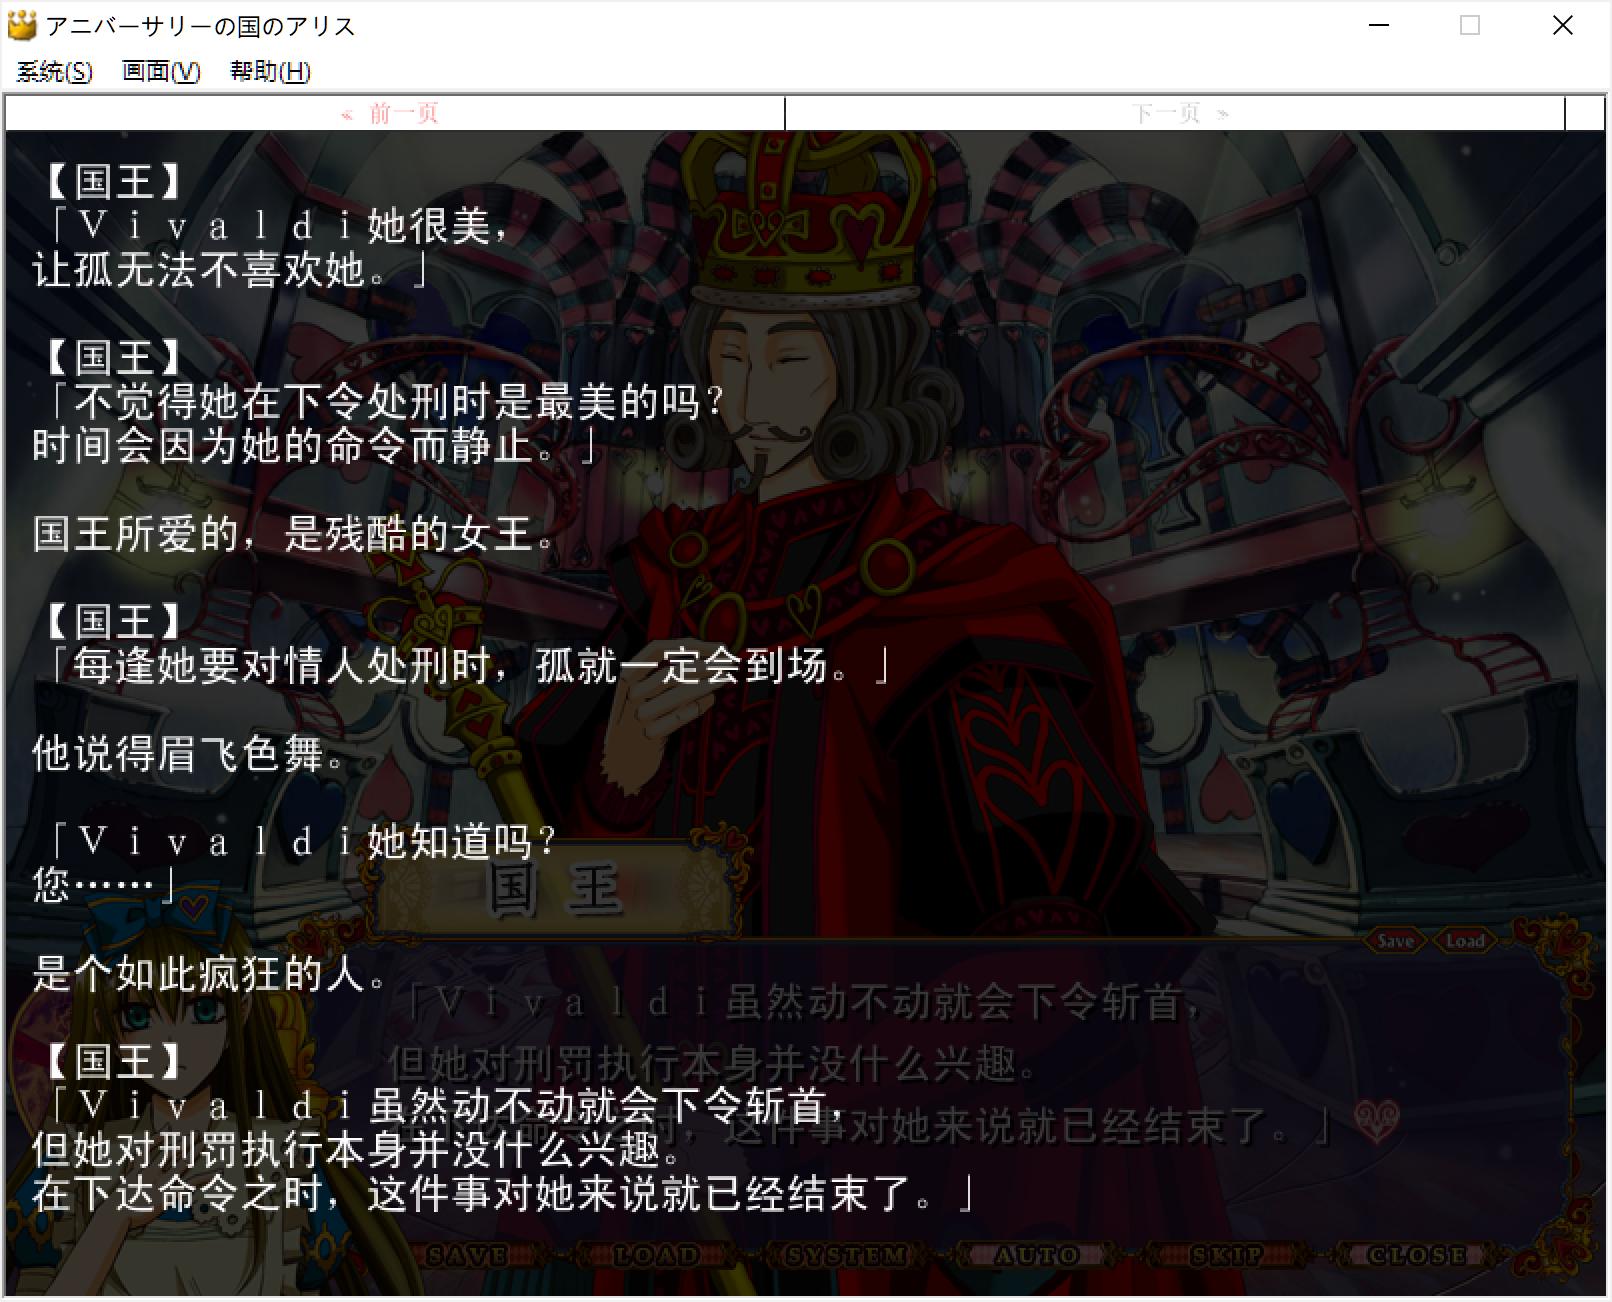 アニバーサリーの国のアリス
系统(S) 画面(V) 帮助(H)
« 前一页 下一页 »
【国王】
「Ｖｉｖａｌｄｉ她很美，
让孤无法不喜欢她。」
【国王】
「不觉得她在下令处刑时是最美的吗？
时间会因为她的命令而静止。」
国王所爱的，是残酷的女王。
【国王】
「每逢她要对情人处刑时，孤就一定会到场。」
他说得眉飞色舞。
「Ｖｉｖａｌｄｉ她知道吗？
您……」
是个如此疯狂的人。
【国王】
「Ｖｉｖａｌｄｉ虽然动不动就会下令斩首，
但她对刑罚执行本身并没什么兴趣。
在下达命令之时，这件事对她来说就已经结束了。」
国王
Save Load
「Ｖｉｖａｌｄｉ虽然动不动就会下令斩首，
但她对刑罚执行本身并没什么兴趣。
在下达命令之时，这件事对她来说就已经结束了。」
SAVE LOAD SYSTEM AUTO SKIP CLOSE